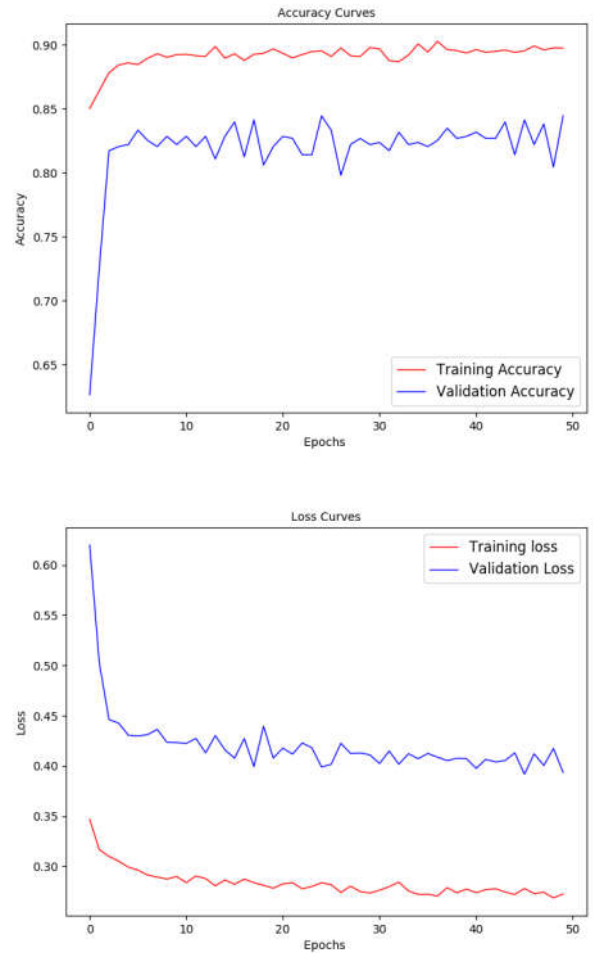 Accuracy Curves
0.90
0.85
0.80
0.75
0.70
0.65
Accuracy
Training Accuracy
Validation Accuracy
0 10 20 30 40 50
Epochs
Loss Curves
0.60
0.55
0.50
0.45
0.40
0.35
0.30
Loss
Training loss
Validation Loss
0 10 20 30 40 50
Epochs